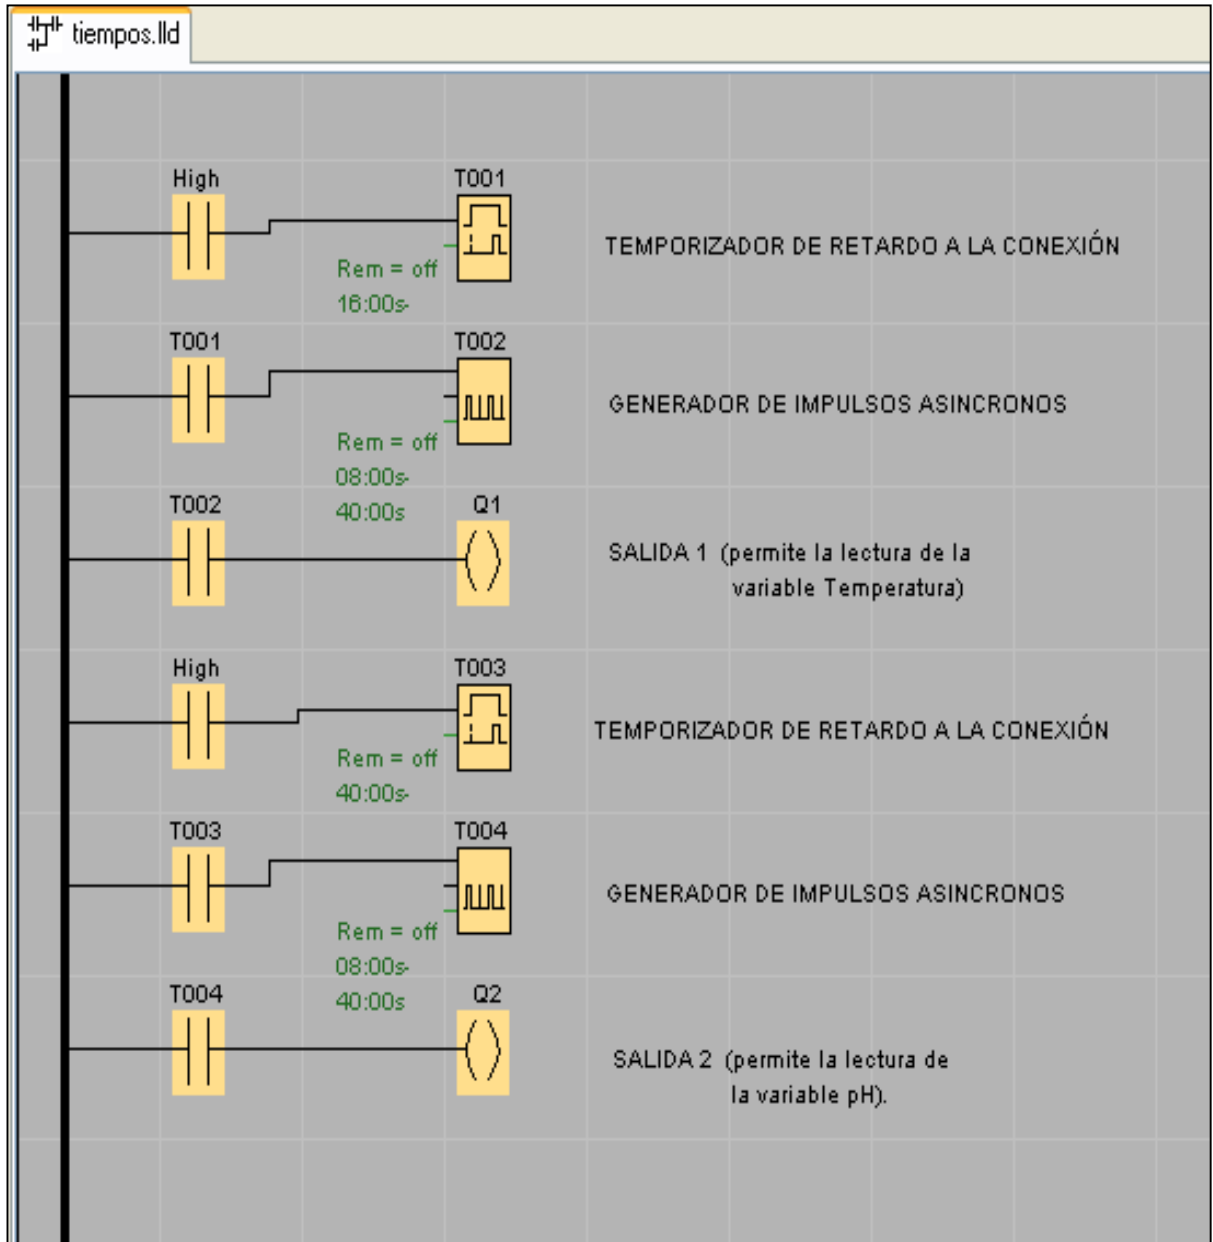 tiempos.lld
High T001
TEMPORIZADOR DE RETARDO A LA CONEXIÓN
Rem = off
16:00s-
T001 T002
GENERADOR DE IMPULSOS ASINCRONOS
Rem = off
08:00s-
40:00s
T002 Q1
SALIDA 1 (permite la lectura de la
variable Temperatura)
High T003
TEMPORIZADOR DE RETARDO A LA CONEXIÓN
Rem = off
40:00s-
T003 T004
GENERADOR DE IMPULSOS ASINCRONOS
Rem = off
08:00s-
40:00s
T004 Q2
SALIDA 2 (permite la lectura de
la variable pH).